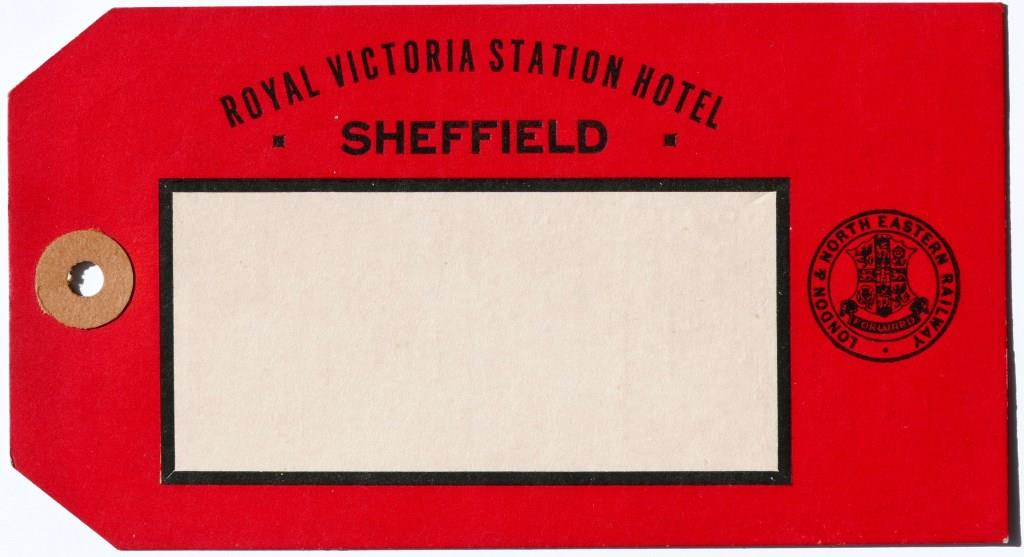 ROYAL VICTORIA STATION HOTEL
SHEFFIELD
LONDON & NORTH EASTERN RAILWAY
FORWARD